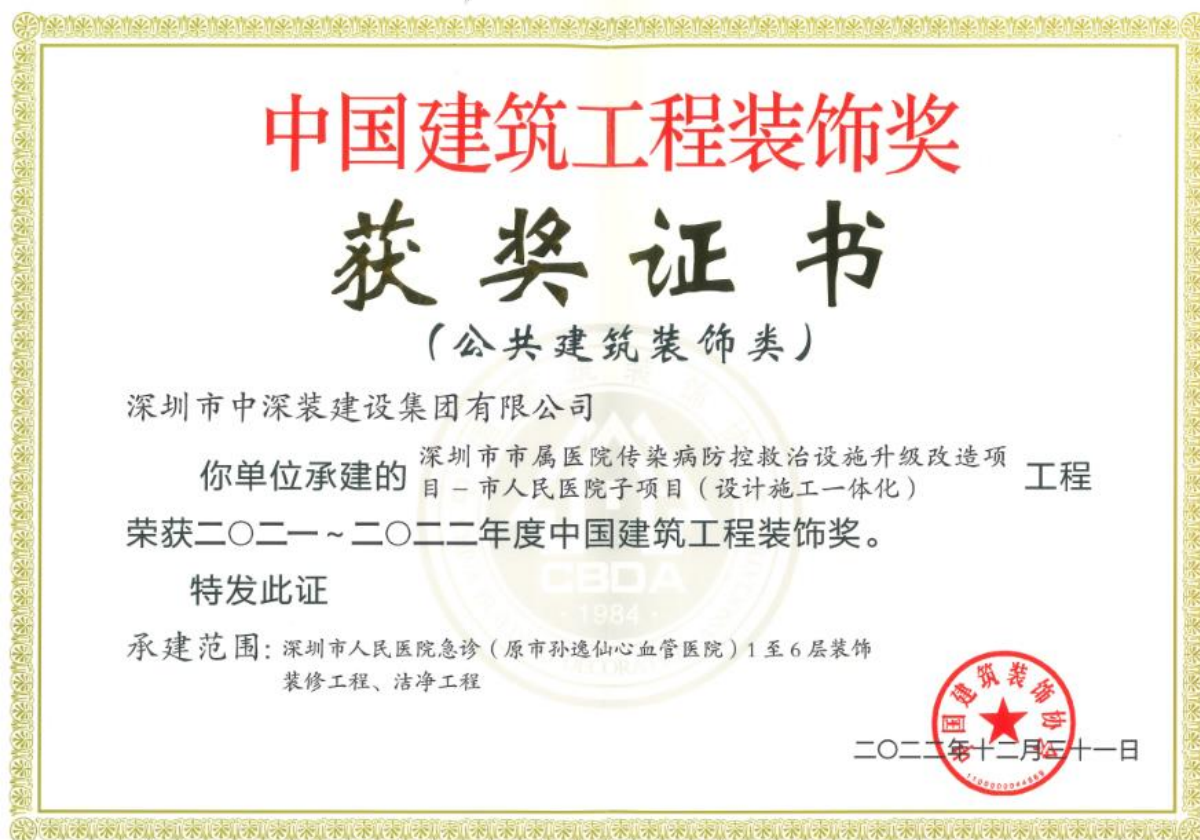 中国建筑工程装饰奖
获奖证书
（公共建筑装饰类）
深圳市中深装建设集团有限公司
你单位承建的 深圳市市属医院传染病防控救治设施升级改造项
目－市人民医院子项目（设计施工一体化） 工程
荣获二〇二一~二〇二二年度中国建筑工程装饰奖。
特发此证
承建范围: 深圳市人民医院急诊（原市孙逸仙心血管医院）1至6层装饰
装修工程、洁净工程
中国建筑装饰协会
二〇二二年十二月三十一日
CBDA
·1984·